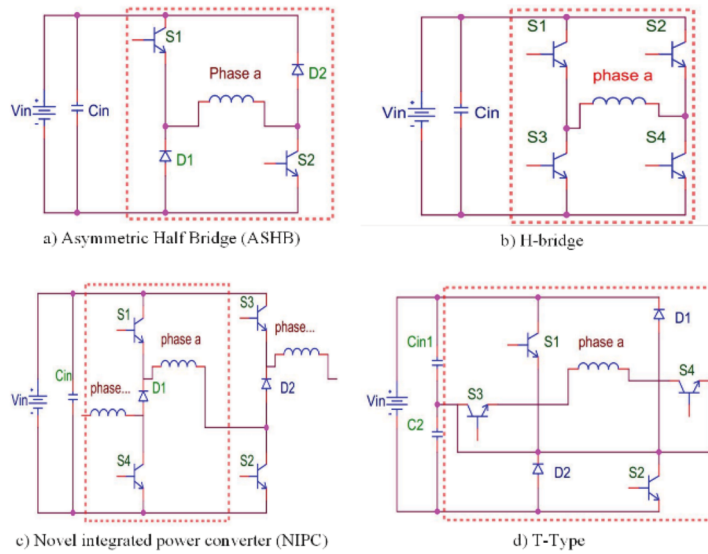 S1
D2
Phase a
Vin
Cin
D1
S2
a) Asymmetric Half Bridge (ASHB)
S1
S2
phase a
Vin
Cin
S3
S4
b) H-bridge
S1
S3
phase a
phase...
Cin
Vin
D1
D2
phase...
S4
S2
c) Novel integrated power converter (NIPC)
D1
Cin1
S1
phase a
S4
S3
Vin
C2
D2
S2
d) T-Type